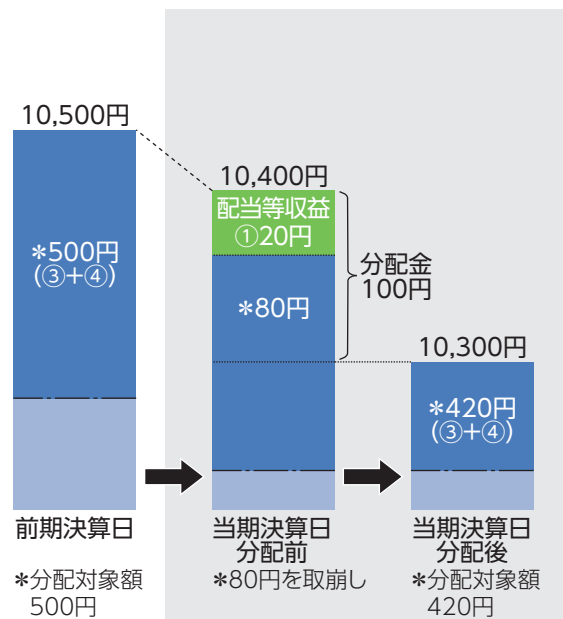 10,500円
*500円
(③+④)
前期決算日
*分配対象額
500円
10,400円
配当等収益
①20円
*80円
分配金
100円
当期決算日
分配前
*80円を取崩し
10,300円
*420円
(③+④)
当期決算日
分配後
*分配対象額
420円